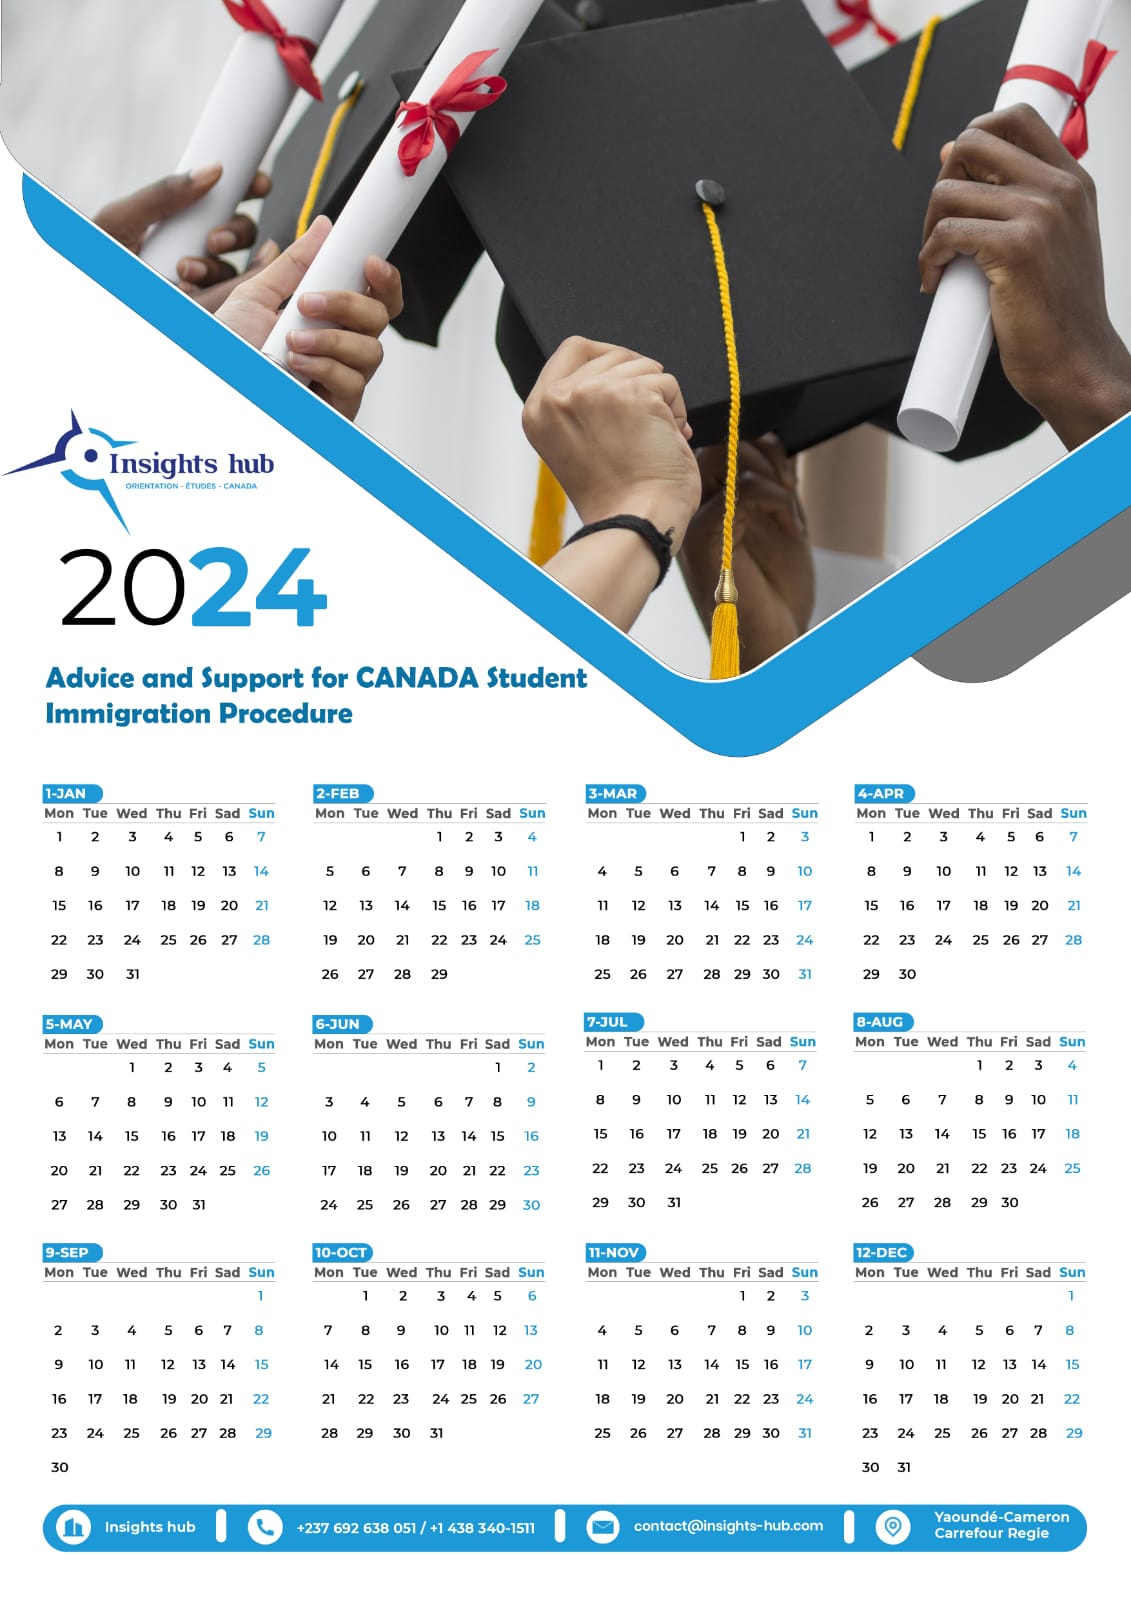 Insights hub
ORIENTATION - ÉTUDES - CANADA
2024
Advice and Support for CANADA Student
Immigration Procedure
1-JAN
Mon Tue Wed Thu Fri Sad Sun
1 2 3 4 5 6 7
8 9 10 11 12 13 14
15 16 17 18 19 20 21
22 23 24 25 26 27 28
29 30 31
2-FEB
Mon Tue Wed Thu Fri Sad Sun
1 2 3 4
5 6 7 8 9 10 11
12 13 14 15 16 17 18
19 20 21 22 23 24 25
26 27 28 29
3-MAR
Mon Tue Wed Thu Fri Sad Sun
1 2 3
4 5 6 7 8 9 10
11 12 13 14 15 16 17
18 19 20 21 22 23 24
25 26 27 28 29 30 31
4-APR
Mon Tue Wed Thu Fri Sad Sun
1 2 3 4 5 6 7
8 9 10 11 12 13 14
15 16 17 18 19 20 21
22 23 24 25 26 27 28
29 30
5-MAY
Mon Tue Wed Thu Fri Sad Sun
1 2 3 4 5
6 7 8 9 10 11 12
13 14 15 16 17 18 19
20 21 22 23 24 25 26
27 28 29 30 31
6-JUN
Mon Tue Wed Thu Fri Sad Sun
1 2
3 4 5 6 7 8 9
10 11 12 13 14 15 16
17 18 19 20 21 22 23
24 25 26 27 28 29 30
7-JUL
Mon Tue Wed Thu Fri Sad Sun
1 2 3 4 5 6 7
8 9 10 11 12 13 14
15 16 17 18 19 20 21
22 23 24 25 26 27 28
29 30 31
8-AUG
Mon Tue Wed Thu Fri Sad Sun
1 2 3 4
5 6 7 8 9 10 11
12 13 14 15 16 17 18
19 20 21 22 23 24 25
26 27 28 29 30
9-SEP
Mon Tue Wed Thu Fri Sad Sun
1
2 3 4 5 6 7 8
9 10 11 12 13 14 15
16 17 18 19 20 21 22
23 24 25 26 27 28 29
30
10-OCT
Mon Tue Wed Thu Fri Sad Sun
1 2 3 4 5 6
7 8 9 10 11 12 13
14 15 16 17 18 19 20
21 22 23 24 25 26 27
28 29 30 31
11-NOV
Mon Tue Wed Thu Fri Sad Sun
1 2 3
4 5 6 7 8 9 10
11 12 13 14 15 16 17
18 19 20 21 22 23 24
25 26 27 28 29 30 31
12-DEC
Mon Tue Wed Thu Fri Sad Sun
1
2 3 4 5 6 7 8
9 10 11 12 13 14 15
16 17 18 19 20 21 22
23 24 25 26 27 28 29
30 31
Insights hub
+237 692 638 051 / +1 438 340-1511
contact@insights-hub.com
Yaoundé-Cameron
Carrefour Regie